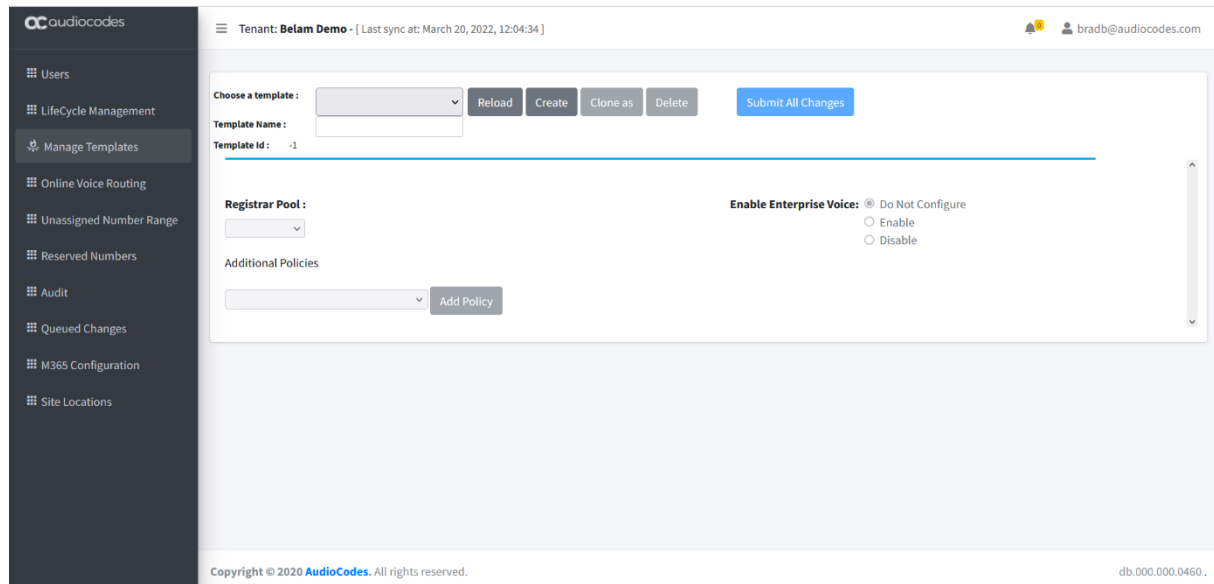 audiocodes
Tenant: Belam Demo - [ Last sync at: March 20, 2022, 12:04:34 ]
0
bradb@audiocodes.com
Users
LifeCycle Management
Manage Templates
Online Voice Routing
Unassigned Number Range
Reserved Numbers
Audit
Queued Changes
M365 Configuration
Site Locations
Choose a template :
Reload
Create
Clone as
Delete
Submit All Changes
Template Name :
Template Id : -1
Registrar Pool :
Enable Enterprise Voice:
Do Not Configure
Enable
Disable
Additional Policies
Add Policy
Copyright © 2020 AudioCodes. All rights reserved.
db.000.000.0460 .